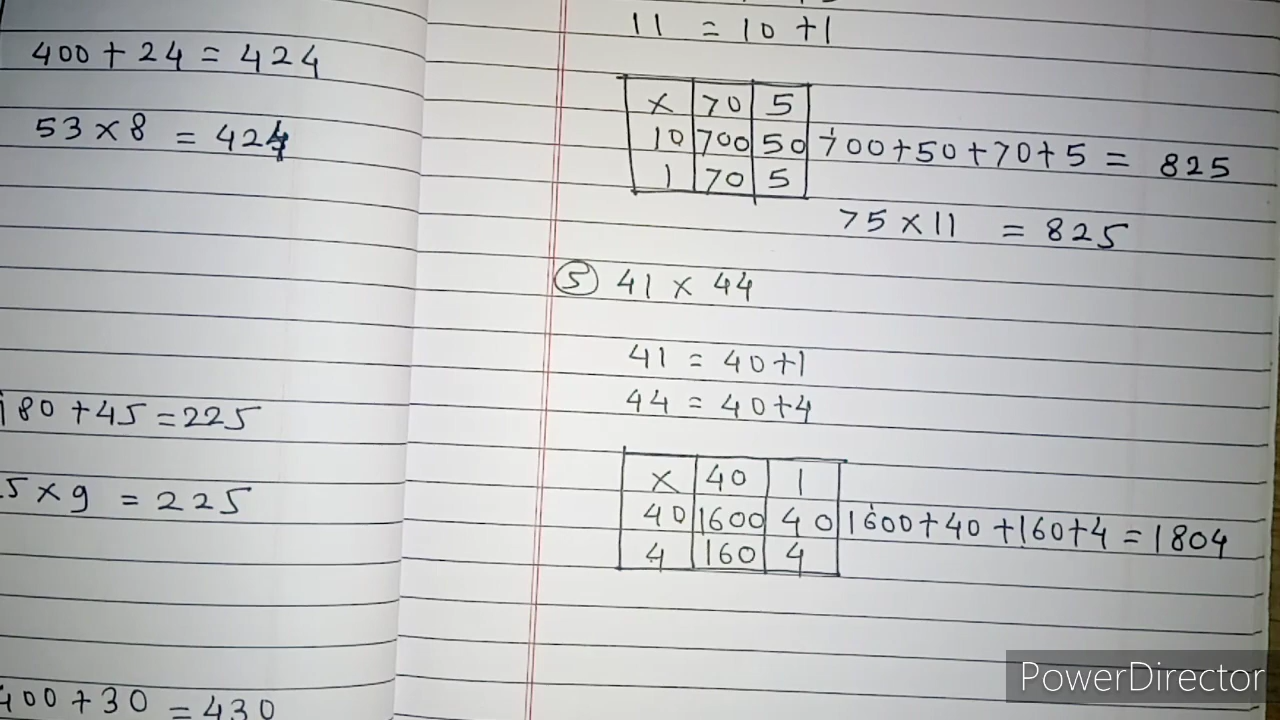 400 + 24 = 424
53 × 8 = 424
180 + 45 = 225
5 × 9 = 225
400 + 30 = 430
11 = 10 + 1
× 70 5
10 700 50 700 + 50 + 70 + 5 = 825
1 70 5
75 × 11 = 825
5 41 × 44
41 = 40 + 1
44 = 40 + 4
× 40 1
40 1600 40 1600 + 40 + 160 + 4 = 1804
4 160 4
PowerDirector